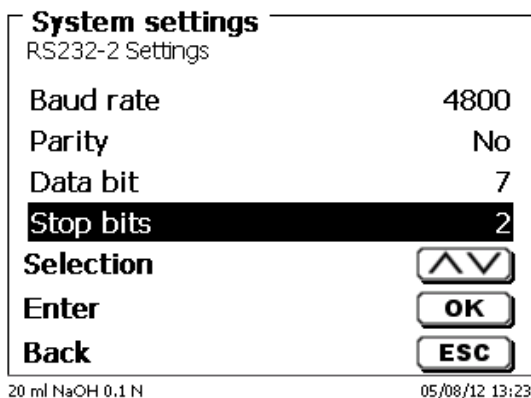 System settings
RS232-2 Settings
Baud rate 4800
Parity No
Data bit 7
Stop bits 2
Selection
Enter OK
Back ESC
20 ml NaOH 0.1 N 05/08/12 13:23